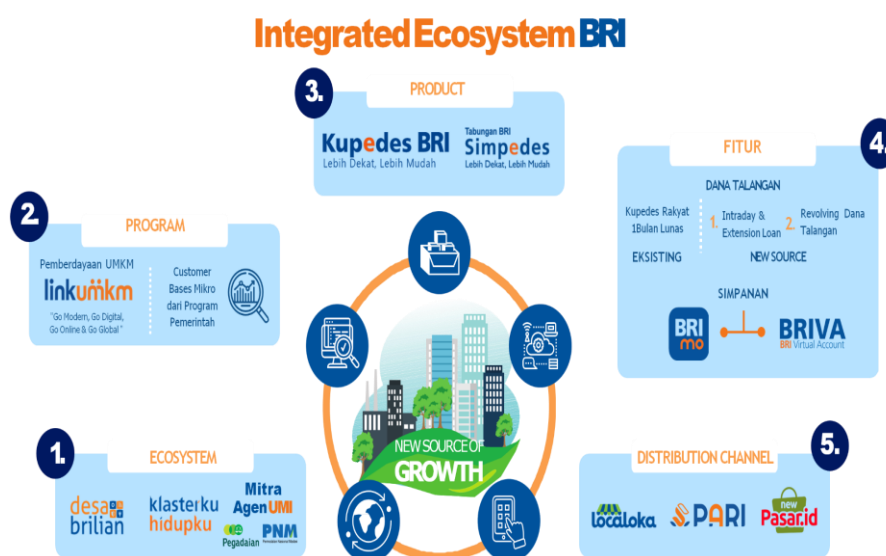 Integrated Ecosystem BRI
3.
PRODUCT
Kupedes BRI
Lebih Dekat, Lebih Mudah
Tabungan BRI
Simpedes
Lebih Dekat, Lebih Mudah
2.
PROGRAM
Pemberdayaan UMKM
linkumkm
"Go Modern, Go Digital,
Go Online & Go Global "
Customer
Bases Mikro
dari Program
Pemerintah
4.
FITUR
DANA TALANGAN
Kupedes Rakyat
1Bulan Lunas
EKSISTING
1. Intraday &
Extension Loan
2. Revolving Dana
Talangan
NEW SOURCE
SIMPANAN
BRI
mo
BRIVA
BRI Virtual Account
NEW SOURCE OF
GROWTH
1.
ECOSYSTEM
desa
brilian
klasterku
hidupku
Mitra
Agen UMI
Pegadaian
PNM
5.
DISTRIBUTION CHANNEL
localoka
PARI
new
Pasar.id